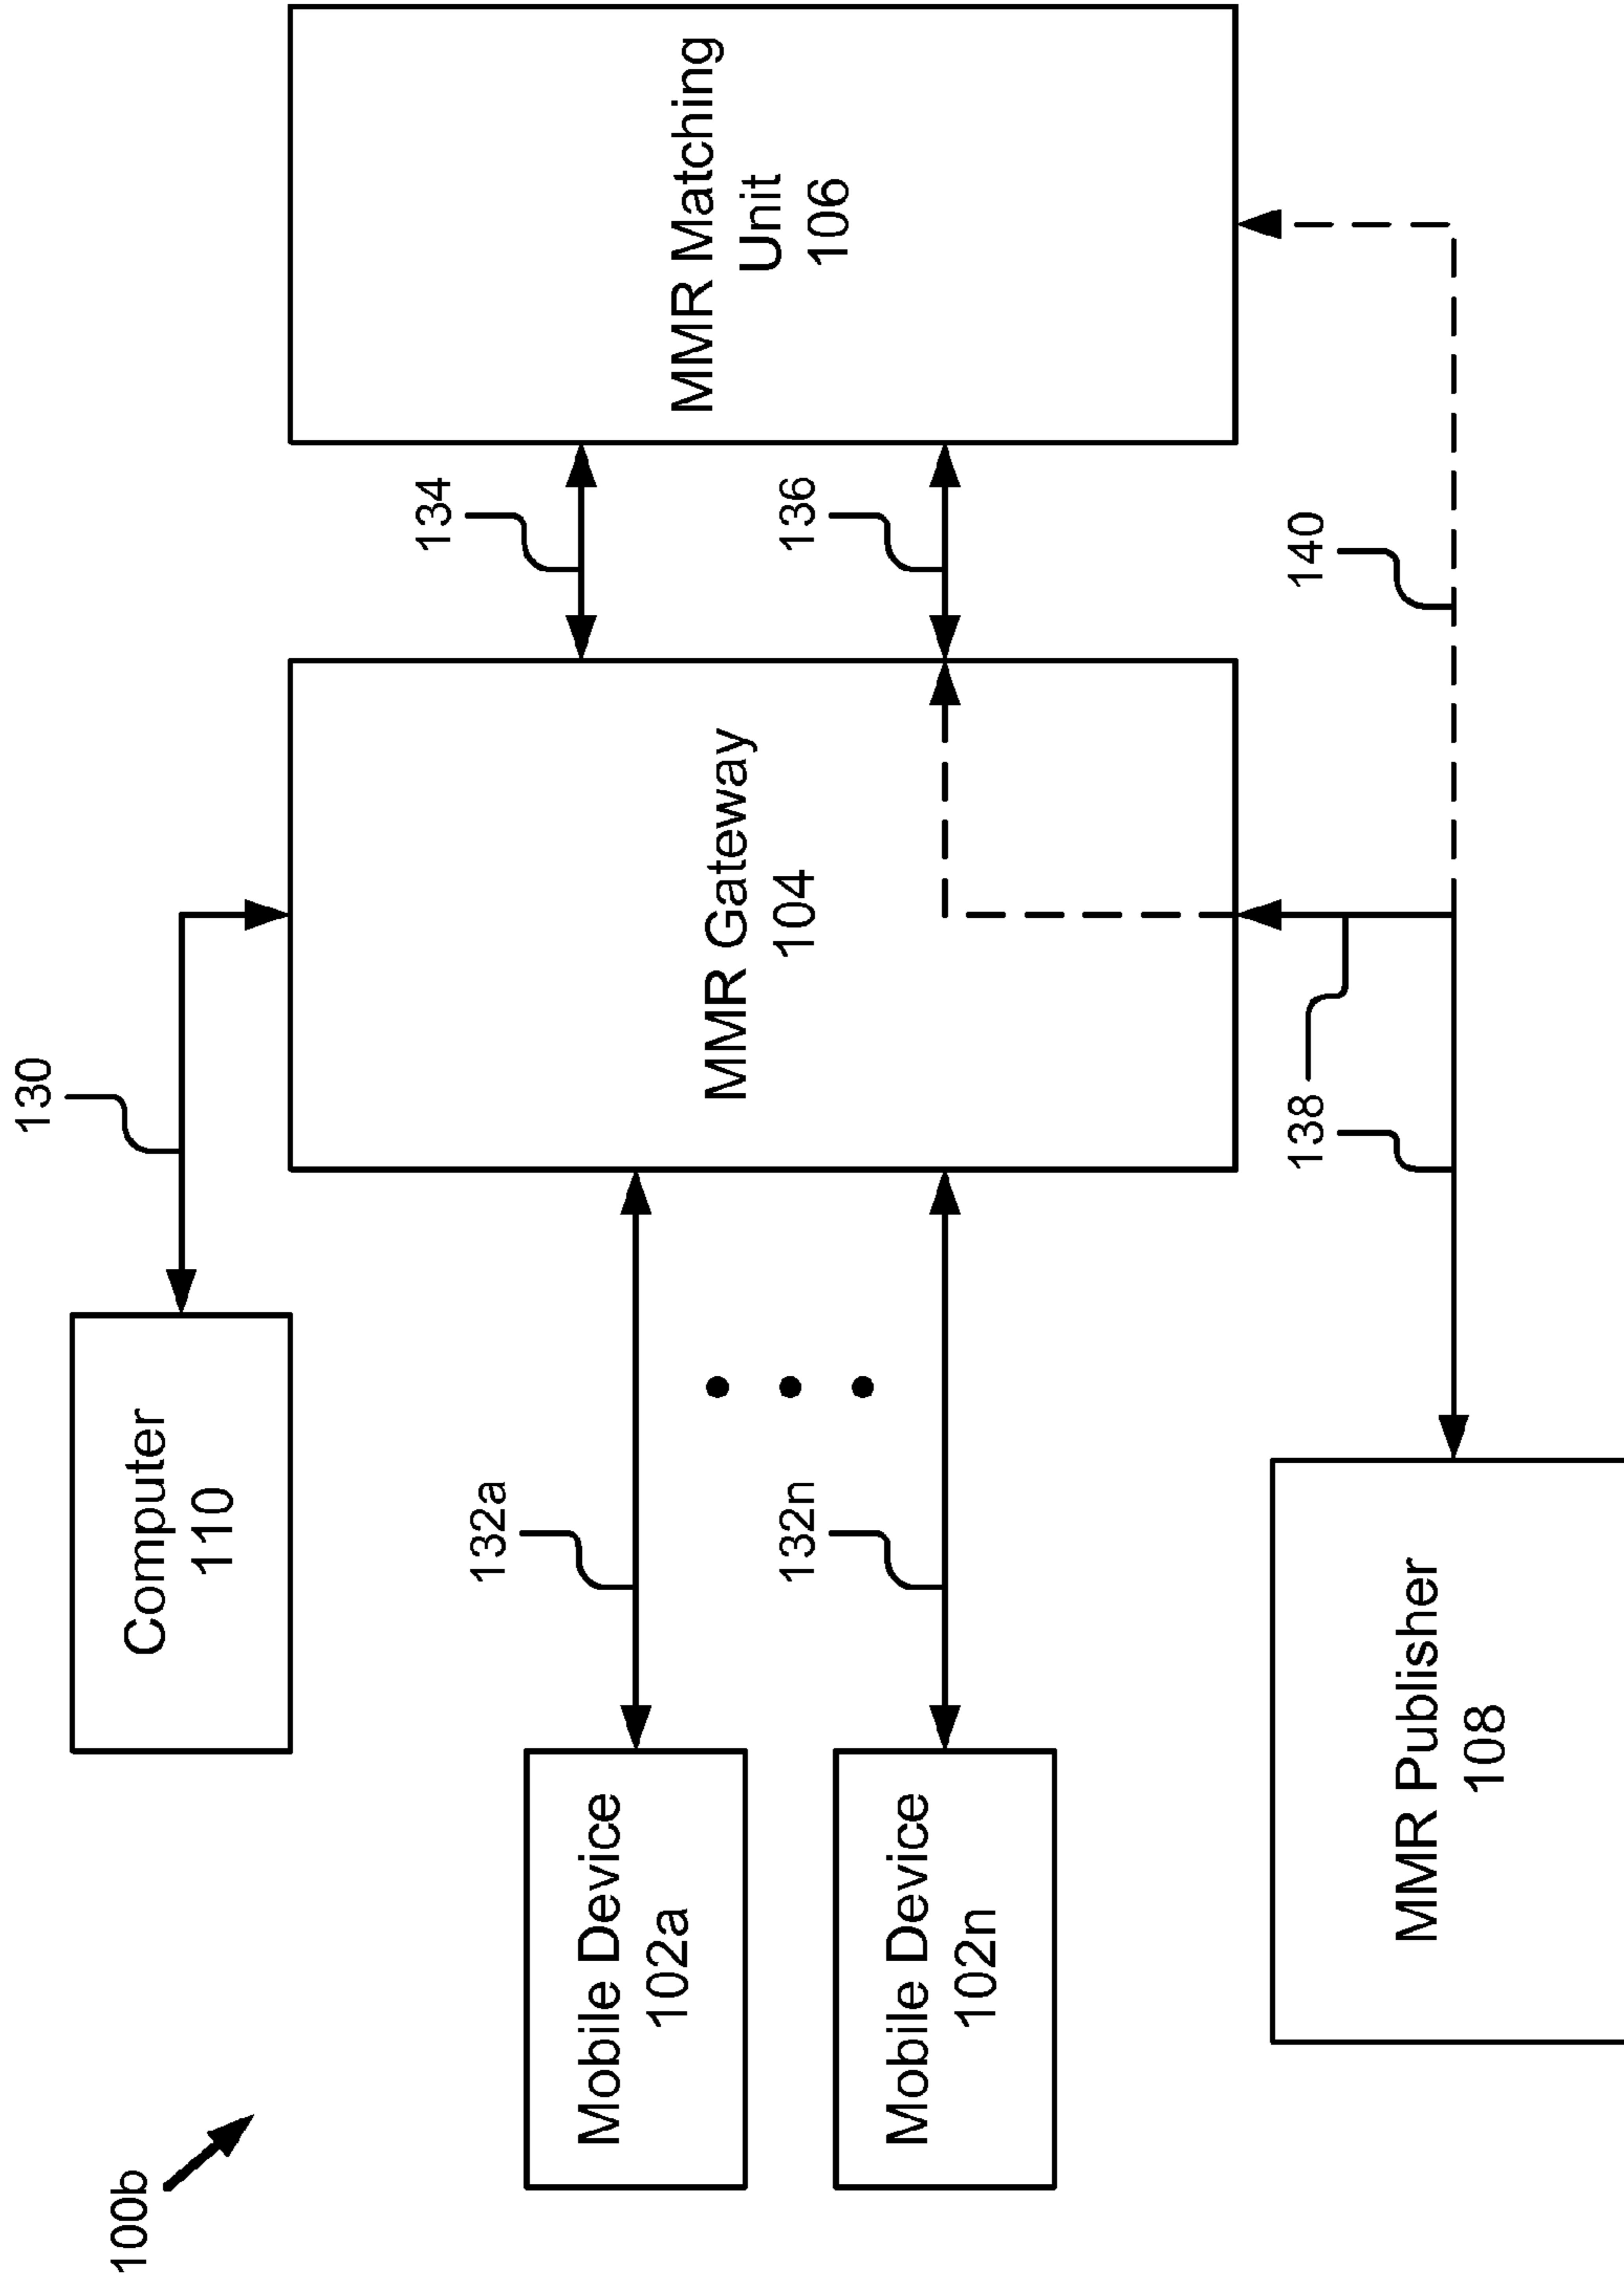 100b
130
Computer
110
134
MMR Matching
Unit
106
MMR Gateway
104
132a
Mobile Device
102a
136
132n
Mobile Device
102n
140
138
MMR Publisher
108